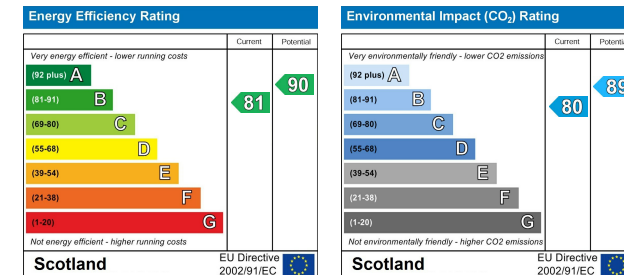 Energy Efficiency Rating
Current Potential
Very energy efficient - lower running costs
(92 plus) A
(81-91) B
(69-80) C
(55-68) D
(39-54) E
(21-38) F
(1-20) G
81
90
Not energy efficient - higher running costs
Scotland
EU Directive
2002/91/EC
Environmental Impact (CO₂) Rating
Current Potentia
Very environmentally friendly - lower CO2 emissions
(92 plus) A
(81-91) B
(69-80) C
(55-68) D
(39-54) E
(21-38) F
(1-20) G
80
89
Not environmentally friendly - higher CO2 emissions
Scotland
EU Directive
2002/91/EC